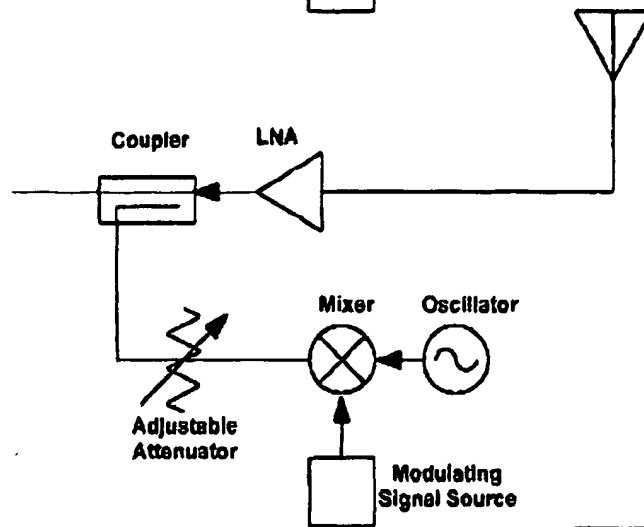 Coupler
LNA
Mixer
Oscillator
Adjustable
Attenuator
Modulating
Signal Source